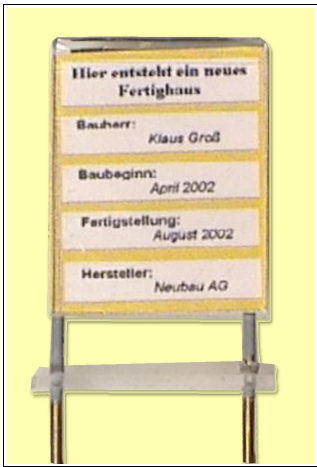 Hier entsteht ein neues
Fertighaus
Bauherr:
Klaus Groß
Baubeginn:
April 2002
Fertigstellung:
August 2002
Hersteller:
Neubau AG